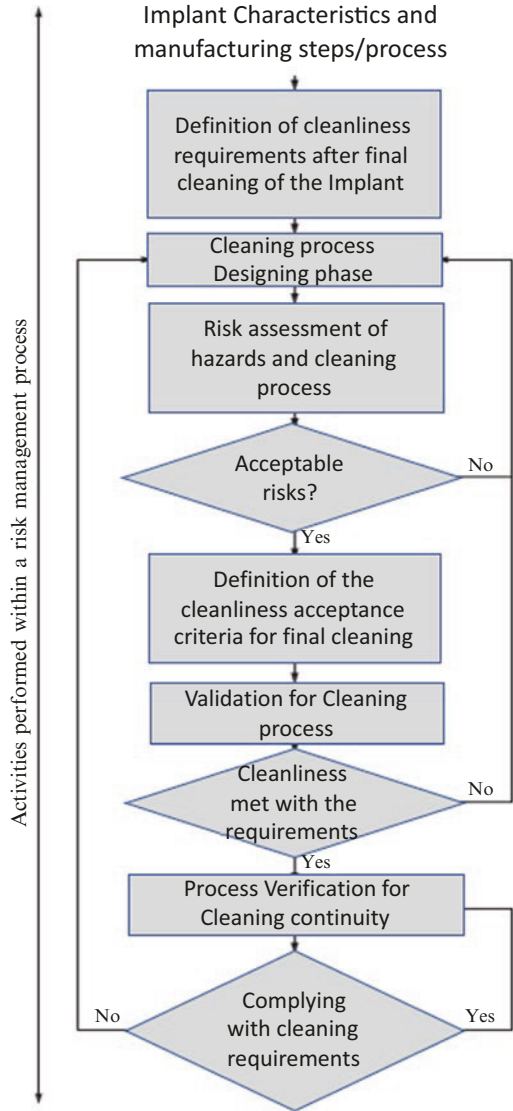 Implant Characteristics and
manufacturing steps/process
Definition of cleanliness
requirements after final
cleaning of the Implant
Cleaning process
Designing phase
Risk assessment of
hazards and cleaning
process
Acceptable
risks?
No
Yes
Definition of the
cleanliness acceptance
criteria for final cleaning
Validation for Cleaning
process
Cleanliness
met with the
requirements
No
Yes
Process Verification for
Cleaning continuity
Complying
with cleaning
requirements
No
Yes
Activities performed within a risk management process